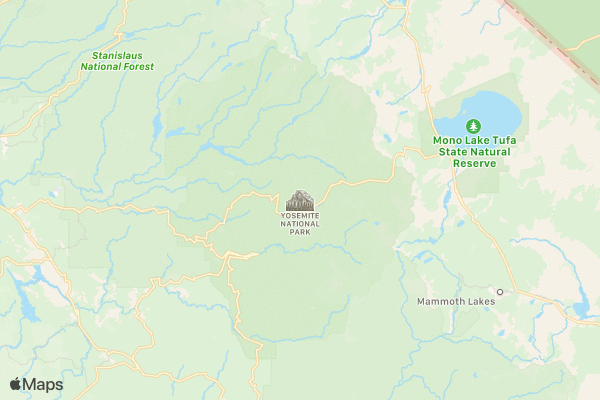 Stanislaus
National Forest
Mono Lake Tufa
State Natural
Reserve
YOSEMITE
NATIONAL
PARK
Mammoth Lakes
Maps